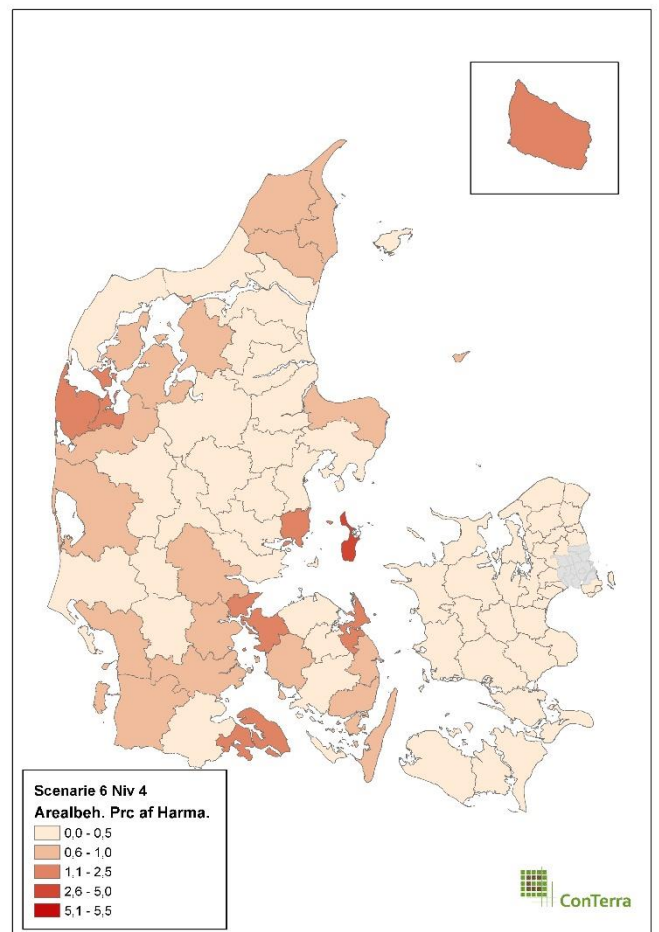 Scenarie 6 Niv 4
Arealbeh. Prc af Harma.
0,0 - 0,5
0,6 - 1,0
1,1 - 2,5
2,6 - 5,0
5,1 - 5,5
ConTerra